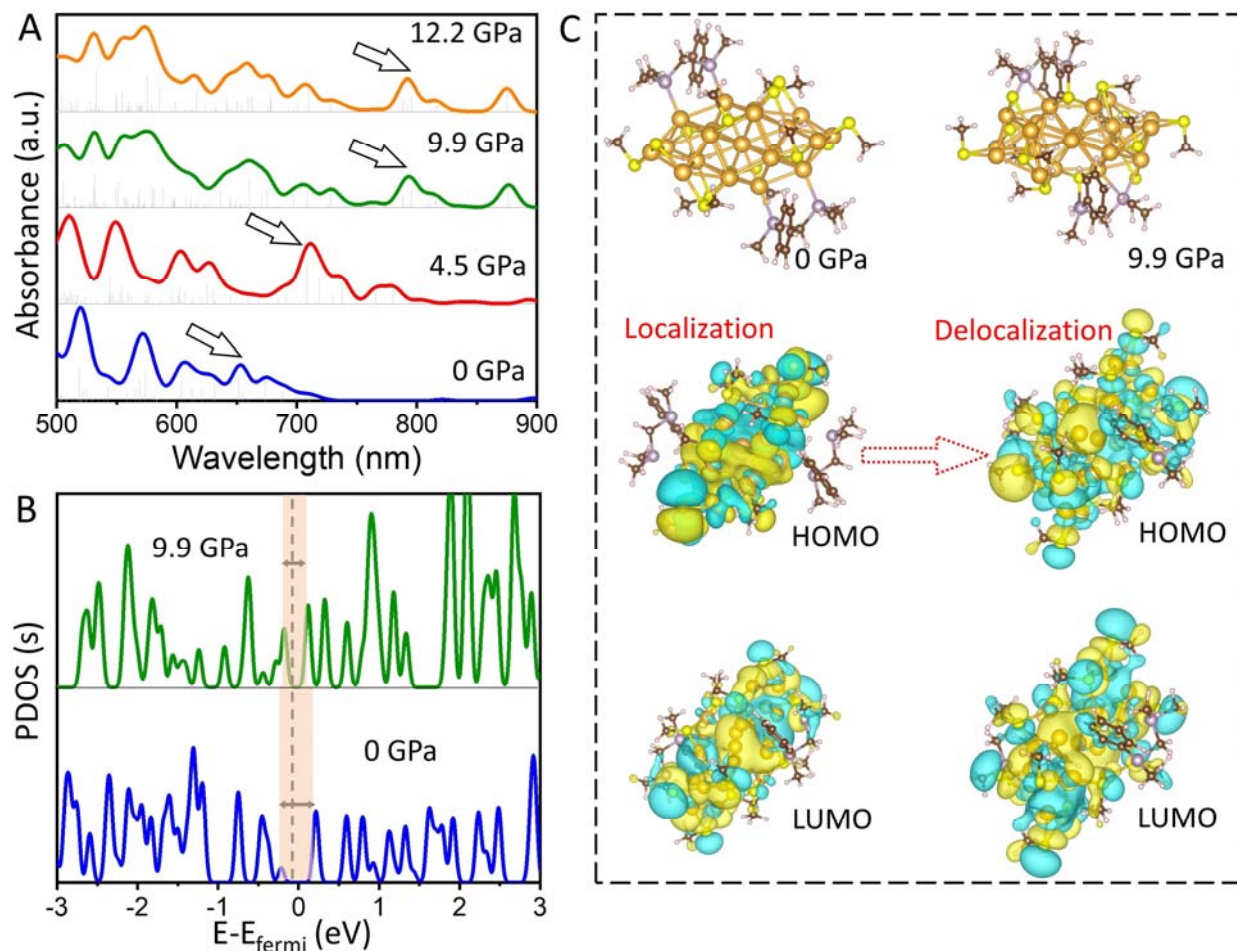 A
12.2 GPa
9.9 GPa
4.5 GPa
0 GPa
Absorbance (a.u.)
500 600 700 800 900
Wavelength (nm)
B
9.9 GPa
0 GPa
PDOS (s)
-3 -2 -1 0 1 2 3
E-Efermi (eV)
C
0 GPa 9.9 GPa
Localization Delocalization
HOMO HOMO
LUMO LUMO